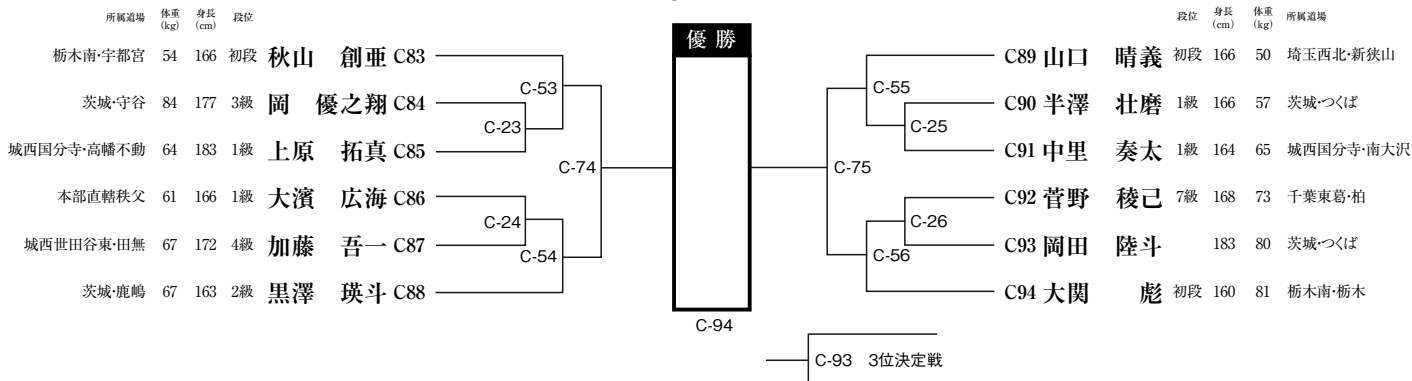 所属道場 体重(kg) 身長(cm) 段位
栃木南・宇都宮 54 166 初段 秋山 創亜 C83
茨城・守谷 84 177 3級 岡 優之翔 C84
城西国分寺・高幡不動 64 183 1級 上原 拓真 C85
本部直轄秩父 61 166 1級 大濱 広海 C86
城西世田谷東・田無 67 172 4級 加藤 吾一 C87
茨城・鹿嶋 67 163 2級 黒澤 瑛斗 C88
C-53
C-23
C-74
C-24
C-54
優勝
C-94
段位 身長(cm) 体重(kg) 所属道場
C89 山口 晴義 初段 166 50 埼玉西北・新狭山
C90 半澤 壮磨 1級 166 57 茨城・つくば
C91 中里 奏太 1級 164 65 城西国分寺・南大沢
C92 菅野 稜己 7級 168 73 千葉東葛・柏
C93 岡田 陸斗 183 80 茨城・つくば
C94 大関 彪 初段 160 81 栃木南・栃木
C-55
C-25
C-75
C-26
C-56
C-93 3位決定戦